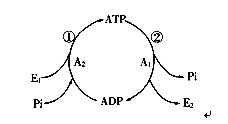 ATP
① ②
A₂ A₁
E₁ Pi
Pi ADP E₂
↵